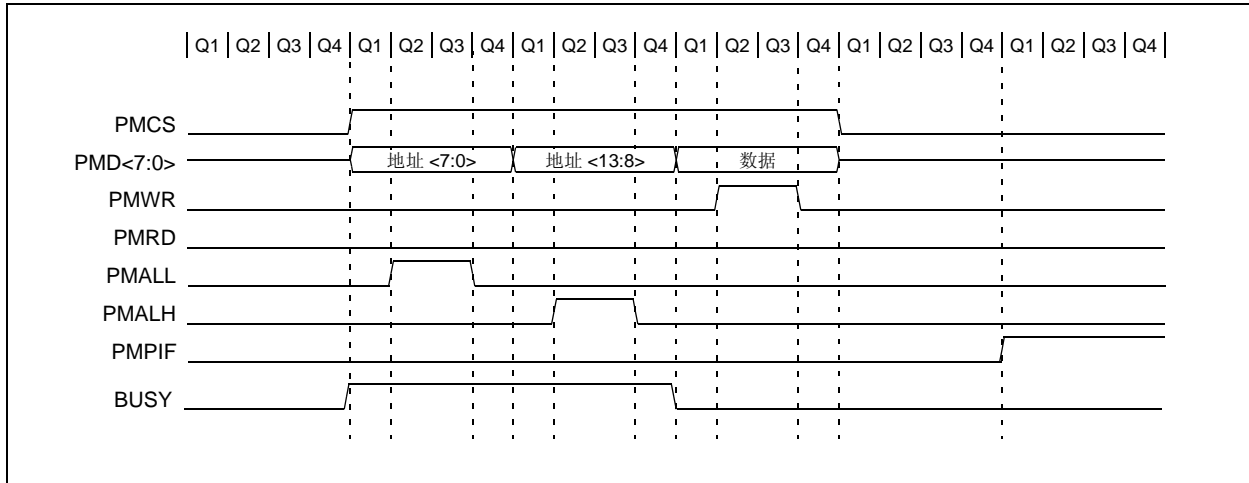 Q1 Q2 Q3 Q4 Q1 Q2 Q3 Q4 Q1 Q2 Q3 Q4 Q1 Q2 Q3 Q4 Q1 Q2 Q3 Q4 Q1 Q2 Q3 Q4
PMCS
PMD<7:0> 地址 <7:0> 地址 <13:8> 数据
PMWR
PMRD
PMALL
PMALH
PMPIF
BUSY